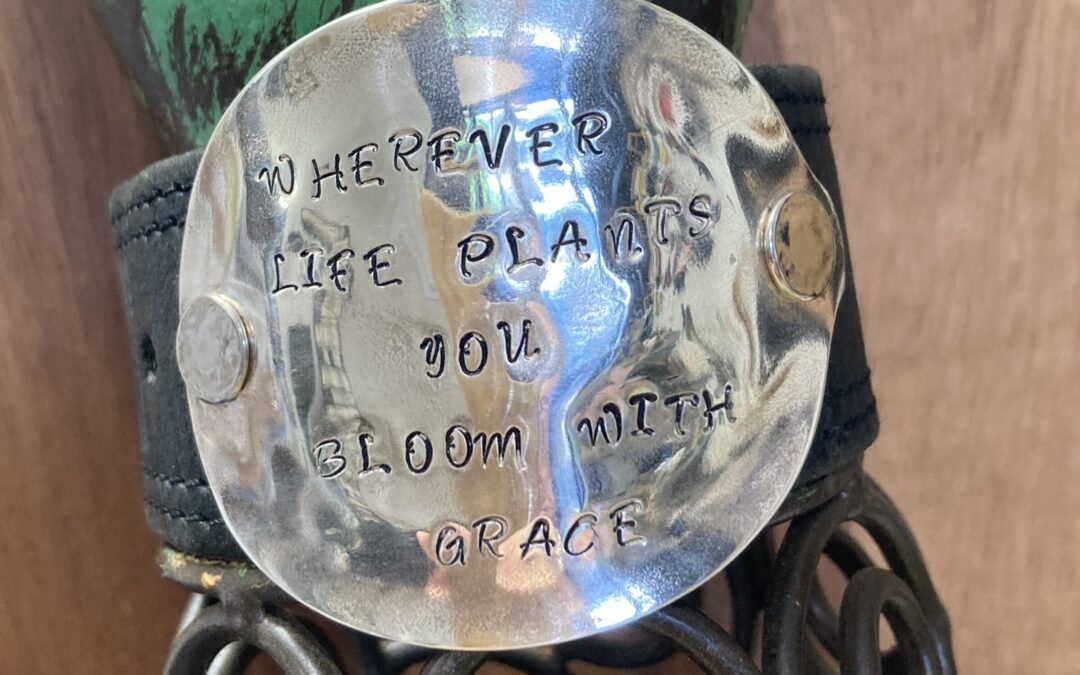 WHEREVER
LIFE PLANTS
YOU
BLOOM WITH
GRACE